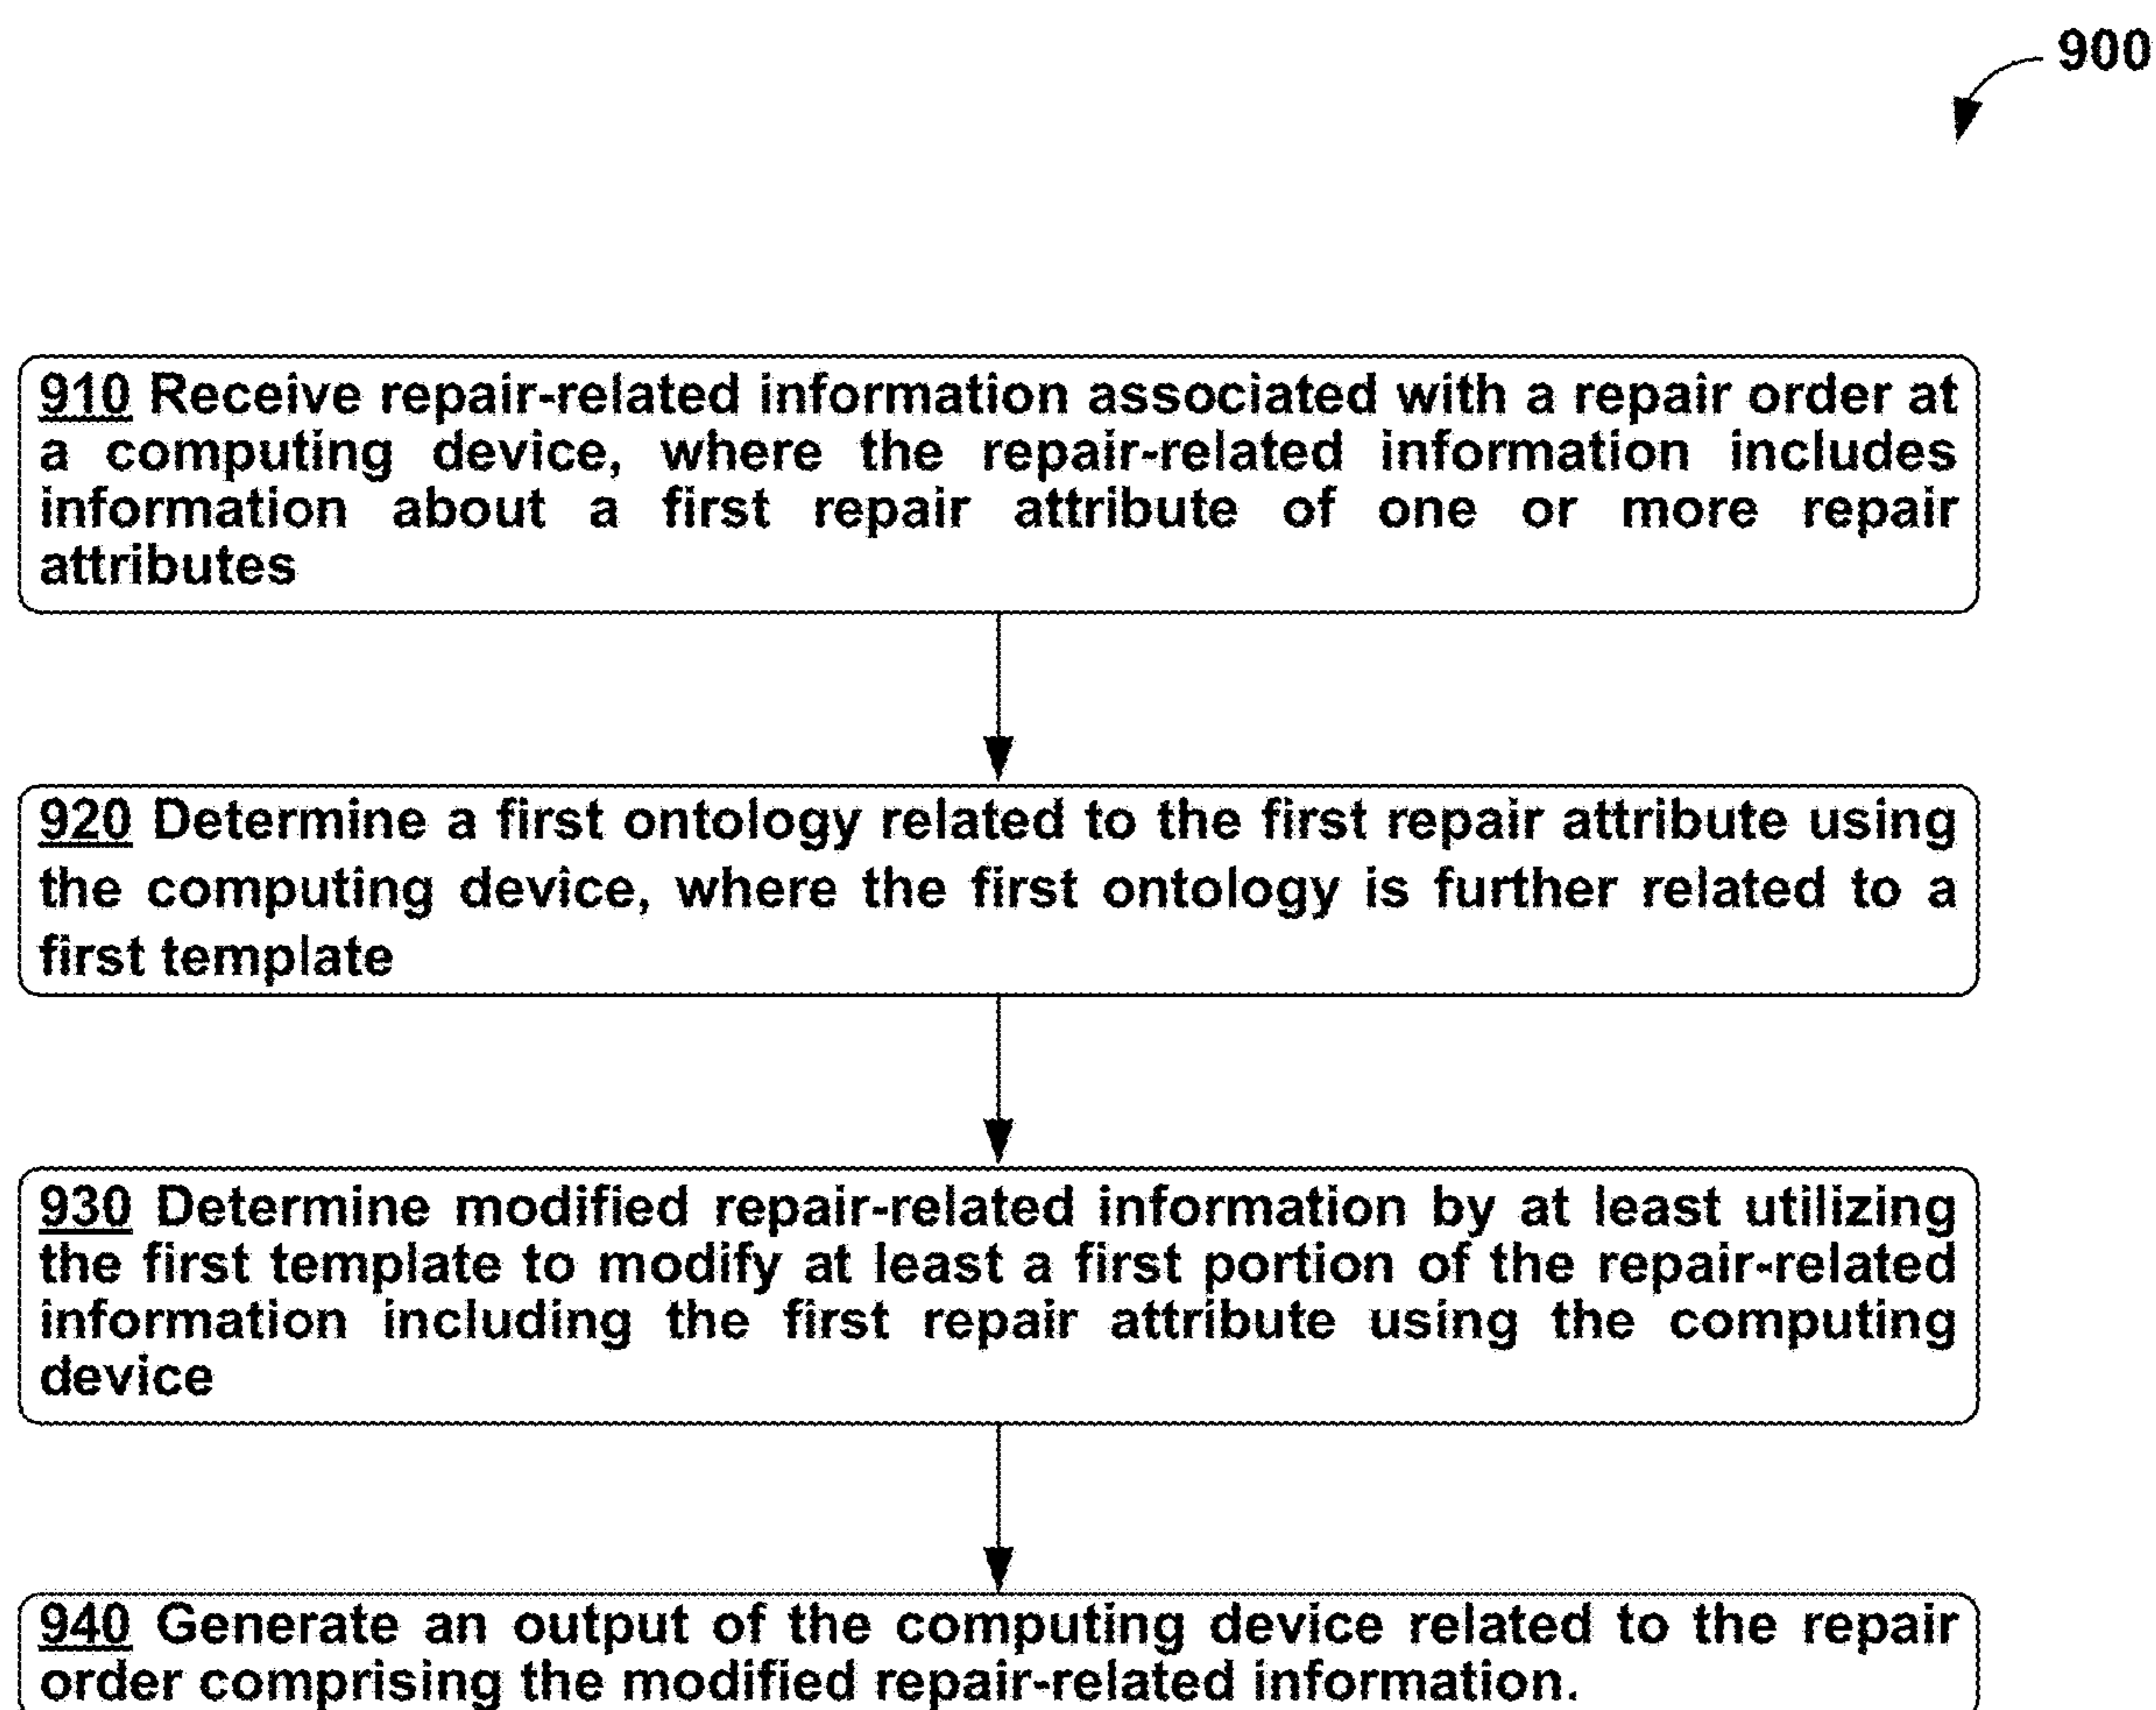 900
910 Receive repair-related information associated with a repair order at
a computing device, where the repair-related information includes
information about a first repair attribute of one or more repair
attributes
920 Determine a first ontology related to the first repair attribute using
the computing device, where the first ontology is further related to a
first template
930 Determine modified repair-related information by at least utilizing
the first template to modify at least a first portion of the repair-related
information including the first repair attribute using the computing
device
940 Generate an output of the computing device related to the repair
order comprising the modified repair-related information.